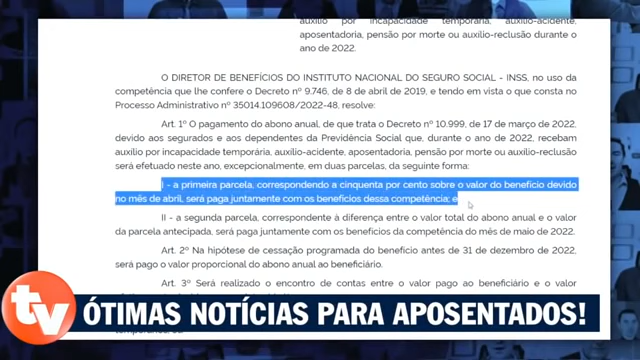 auxílio por incapacidade temporária, auxílio-acidente,
aposentadoria, pensão por morte ou auxílio-reclusão durante o
ano de 2022.
O DIRETOR DE BENEFÍCIOS DO INSTITUTO NACIONAL DO SEGURO SOCIAL - INSS, no uso da
competência que lhe confere o Decreto nº 9.746, de 8 de abril de 2019, e tendo em vista o que consta no
Processo Administrativo nº 35014.109608/2022-48, resolve:
Art. 1º O pagamento do abono anual, de que trata o Decreto nº 10.999, de 17 de março de 2022,
devido aos segurados e aos dependentes da Previdência Social que, durante o ano de 2022, recebam
auxílio por incapacidade temporária, auxílio-acidente, aposentadoria, pensão por morte ou auxílio-reclusão
será efetuado neste ano, excepcionalmente, em duas parcelas, da seguinte forma:
I - a primeira parcela, correspondendo a cinquenta por cento sobre o valor do benefício devido
no mês de abril, será paga juntamente com os benefícios dessa competência; e
II - a segunda parcela, correspondente à diferença entre o valor total do abono anual e o valor
da parcela antecipada, será paga juntamente com os benefícios da competência do mês de maio de 2022.
Art. 2º Na hipótese de cessação programada do benefício antes de 31 de dezembro de 2022,
será pago o valor proporcional do abono anual ao beneficiário.
Art. 3º Será realizado o encontro de contas entre o valor pago ao beneficiário e o valor
tv
ÓTIMAS NOTÍCIAS PARA APOSENTADOS!